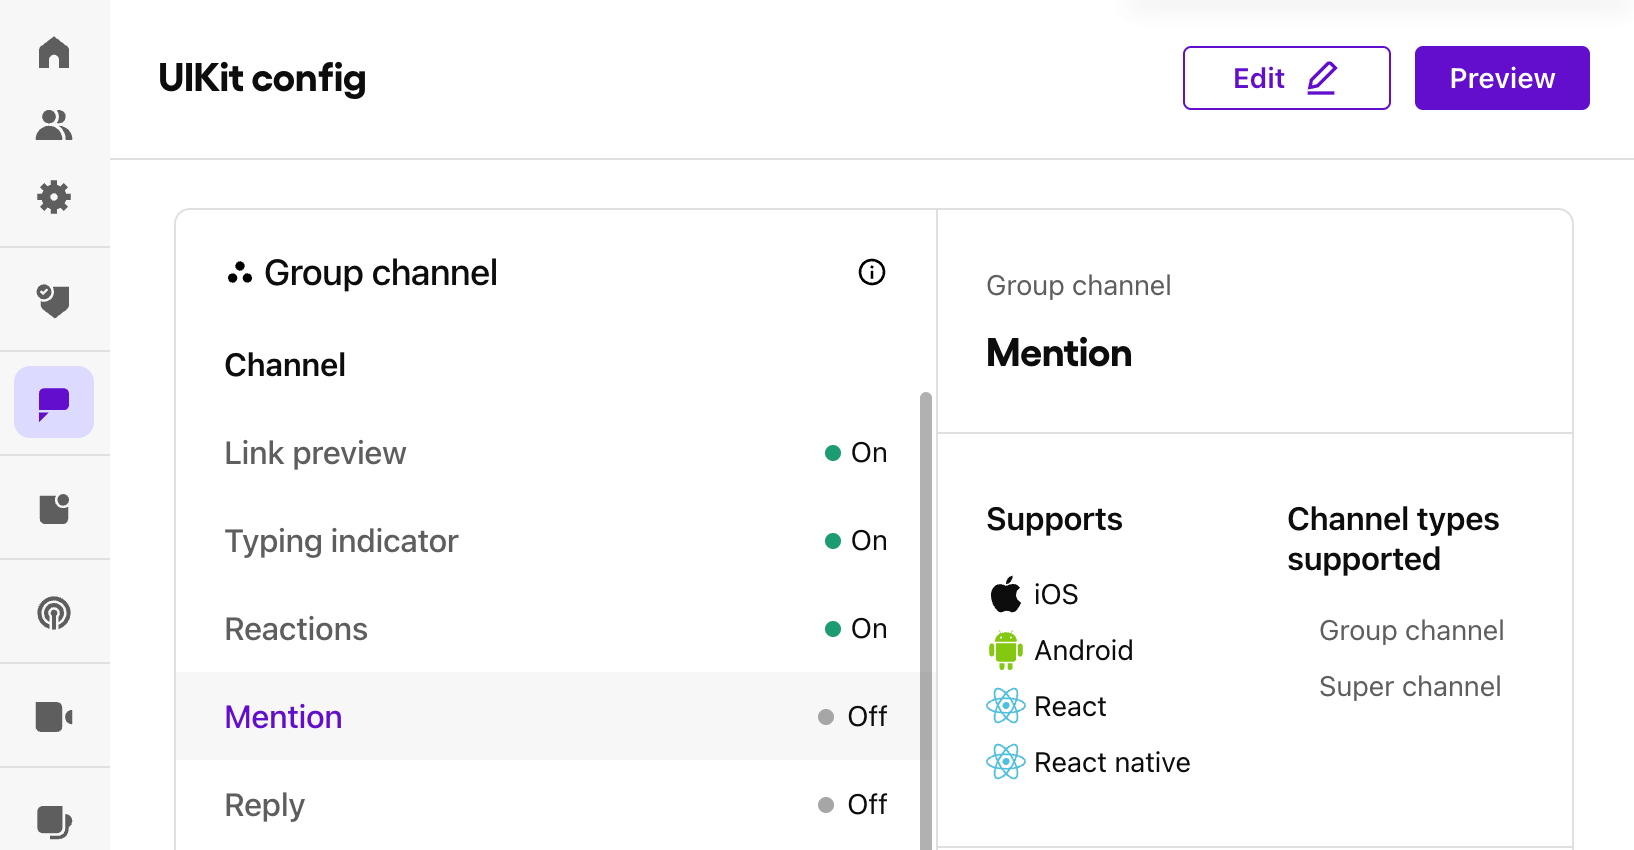 UIKit config
Edit
Preview
Group channel
Channel
Link preview
On
Typing indicator
On
Reactions
On
Mention
Off
Reply
Off
Group channel
Mention
Supports
iOS
Android
React
React native
Channel types
supported
Group channel
Super channel